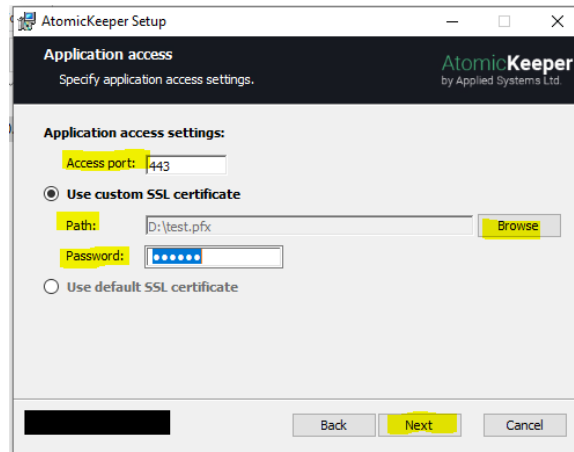 AtomicKeeper Setup
Application access
Specify application access settings.
AtomicKeeper
by Applied Systems Ltd.
Application access settings:
Access port: 443
Use custom SSL certificate
Path: D:\test.pfx Browse
Password: ●●●●●●
Use default SSL certificate
Back Next Cancel